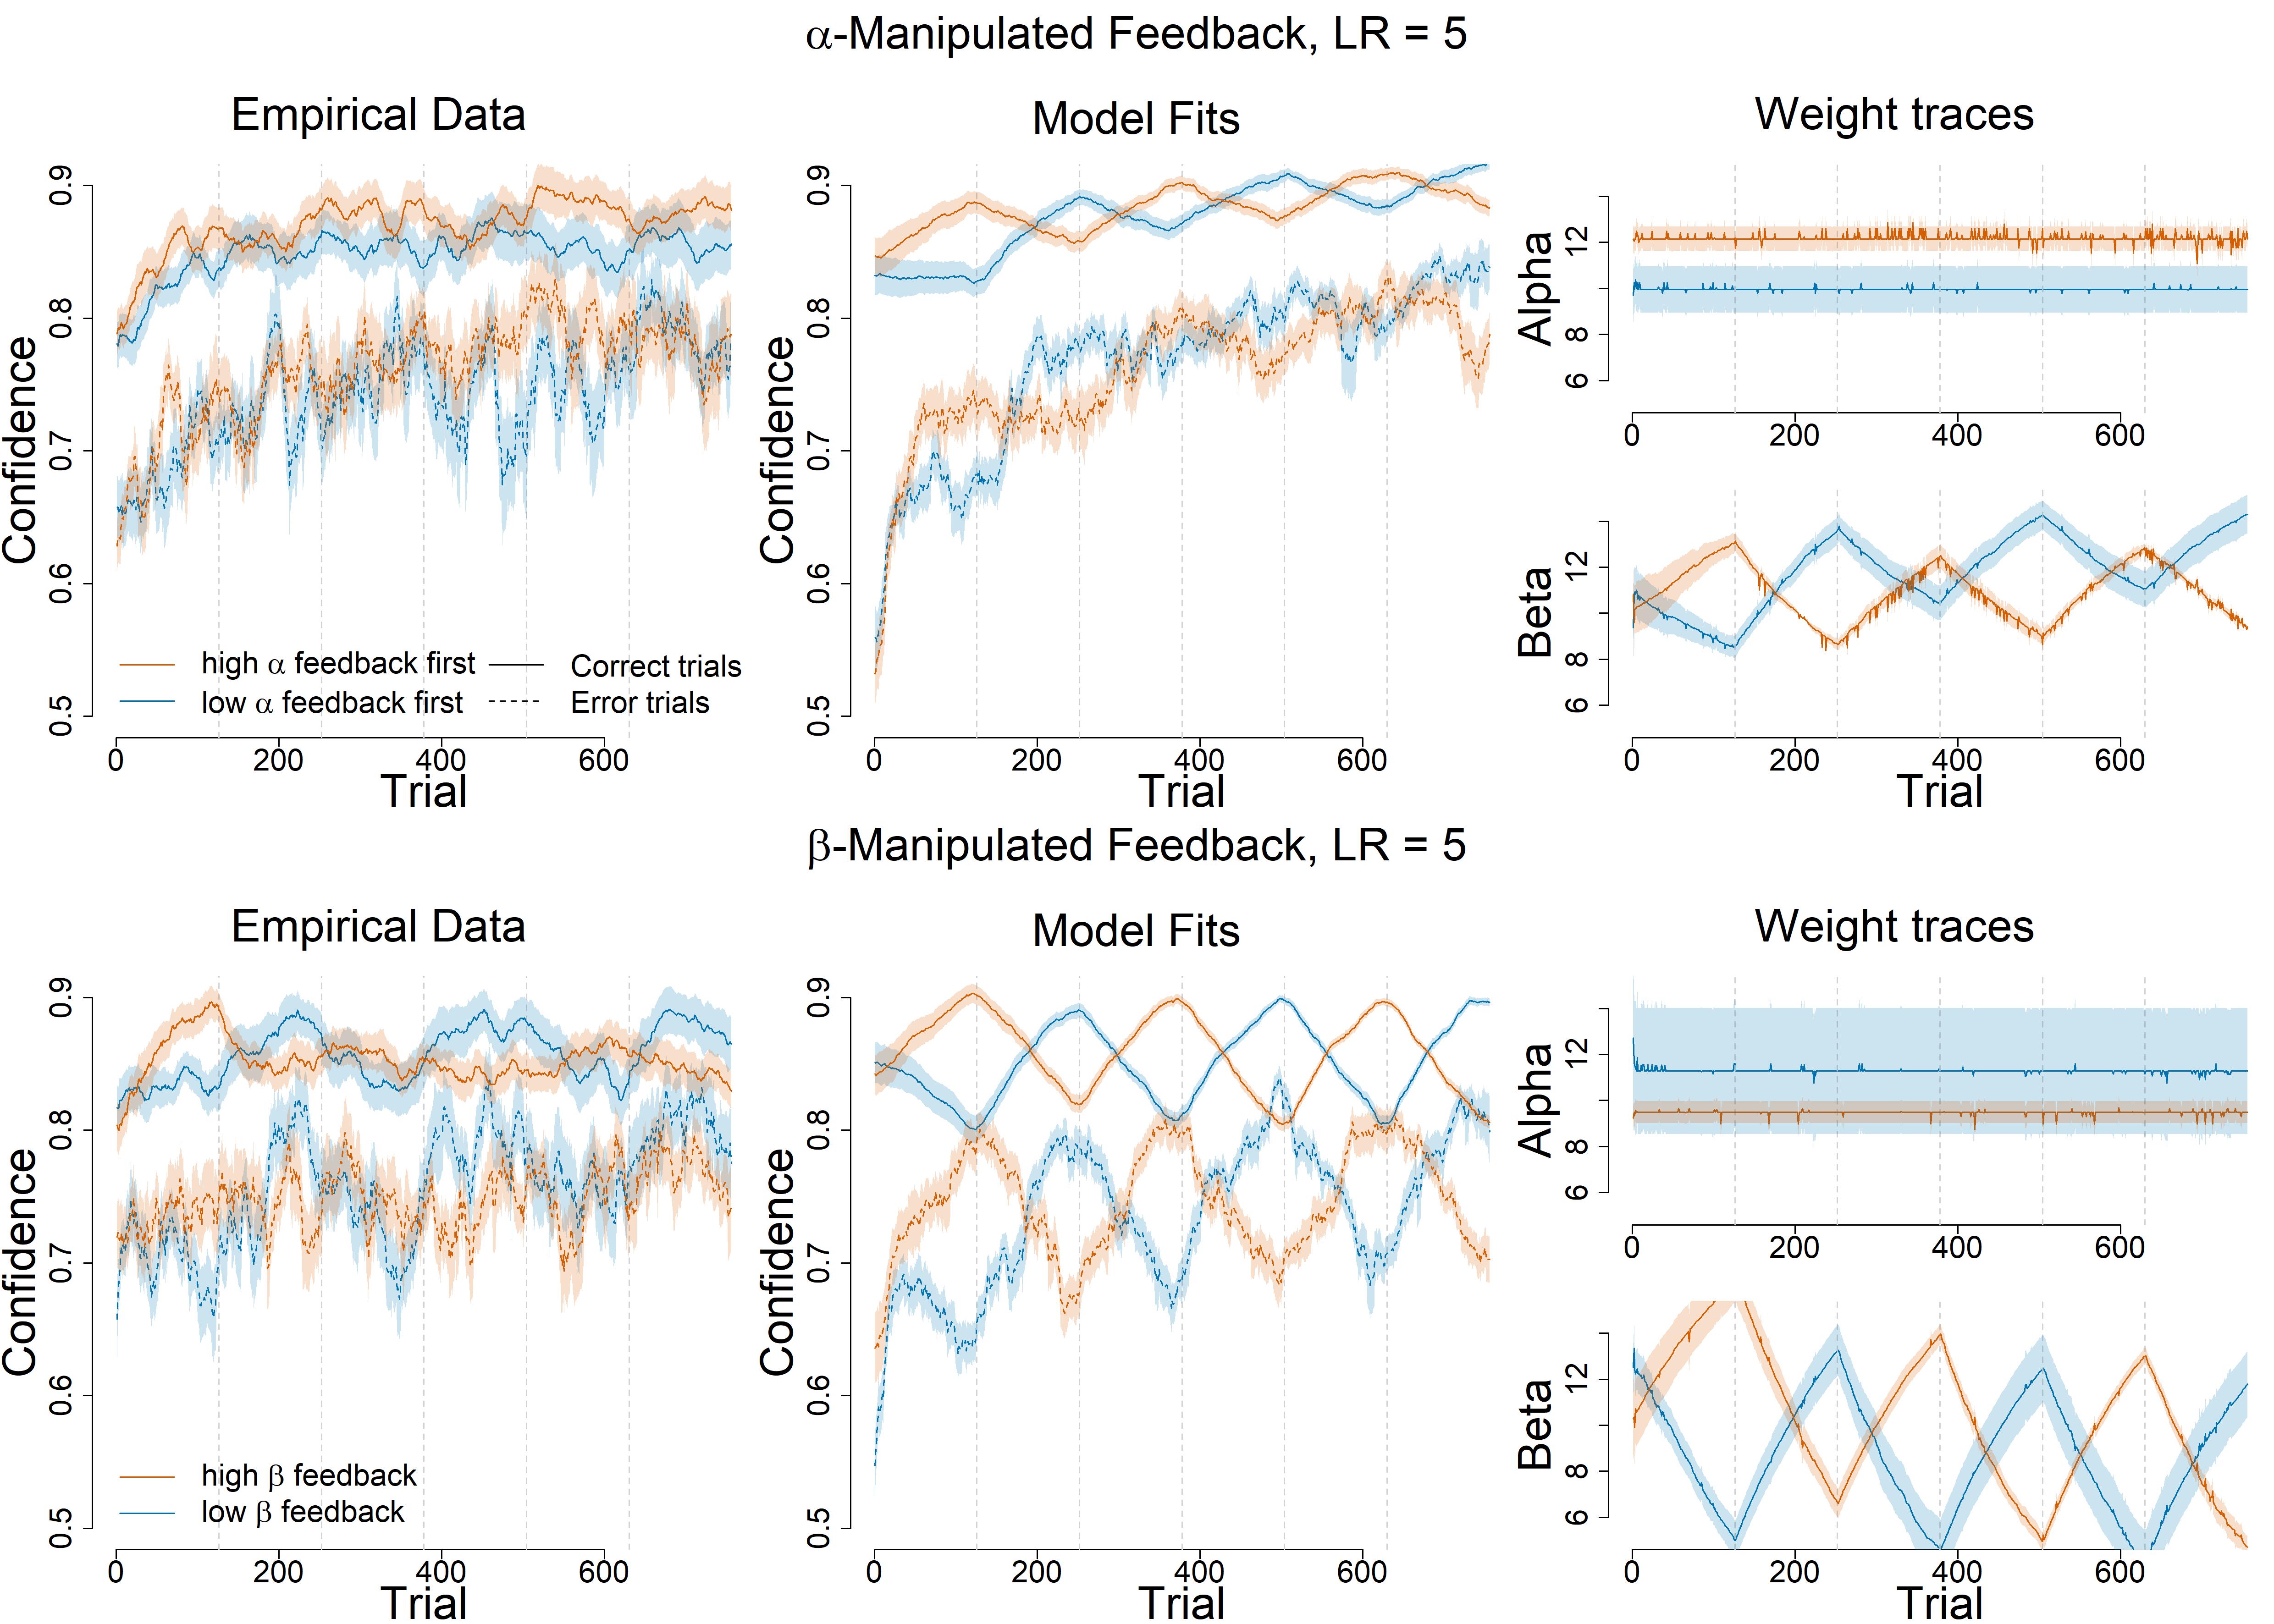 α-Manipulated Feedback, LR = 5
Empirical Data
Model Fits
Weight traces
Confidence
0.5 0.6 0.7 0.8 0.9
high α feedback first
Correct trials
low α feedback first
Error trials
0 200 400 600
Trial
Confidence
0.5 0.6 0.7 0.8 0.9
0 200 400 600
Trial
Alpha
6 8 12
0 200 400 600
Beta
6 8 12
0 200 400 600
Trial
β-Manipulated Feedback, LR = 5
Empirical Data
Model Fits
Weight traces
Confidence
0.5 0.6 0.7 0.8 0.9
high β feedback
low β feedback
0 200 400 600
Trial
Confidence
0.5 0.6 0.7 0.8 0.9
0 200 400 600
Trial
Alpha
6 8 12
0 200 400 600
Beta
6 8 12
0 200 400 600
Trial